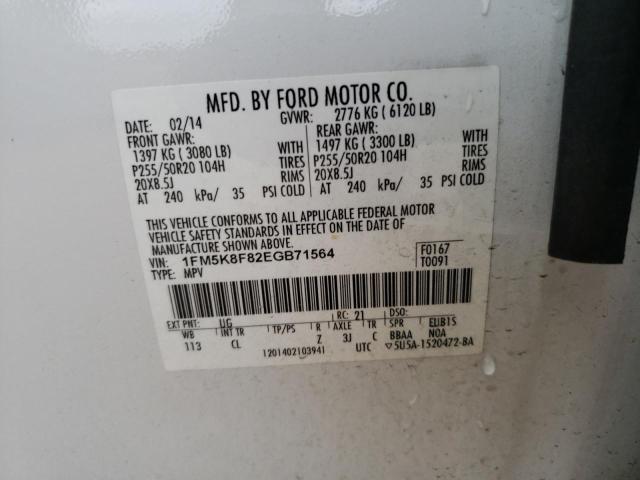 MFD. BY FORD MOTOR CO.
DATE: 02/14 GVWR: 2776 KG ( 6120 LB)
FRONT GAWR: REAR GAWR:
1397 KG ( 3080 LB) 1497 KG ( 3300 LB)
P255/50R20 104H TIRES P255/50R20 104H TIRES
20X8.5J RIMS 20X8.5J RIMS
AT 240 kPa/ 35 PSI COLD AT 240 kPa/ 35 PSI COLD
THIS VEHICLE CONFORMS TO ALL APPLICABLE FEDERAL MOTOR
VEHICLE SAFETY STANDARDS IN EFFECT ON THE DATE OF
MANUFACTURE SHOWN ABOVE.
VIN: 1FM5K8F82EGB71564 F0167
TYPE: MPV T0091
EXT PNT: UG RC: 21 DSO:
WB INT TR TP/PS R AXLE TR SPR EUB1S
113 CL Z 3J C BBAA NOA
1201402103941 UTC ▽5U5A-1520472-BA